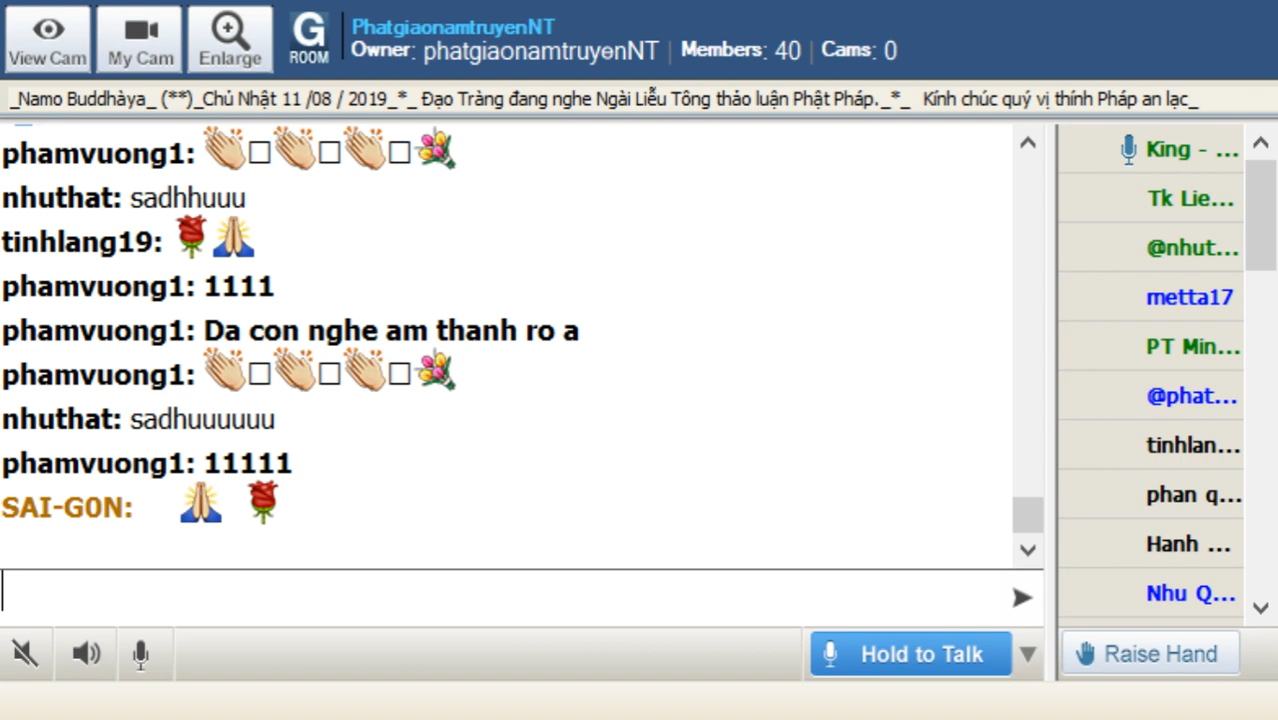 View Cam
My Cam
Enlarge
G
ROOM
PhatgiaonamtruyenNT
Owner: phatgiaonamtruyenNT | Members: 40 | Cams: 0
_Namo Buddhàya_ (**)_Chủ Nhật 11 /08 / 2019_*_ Đạo Tràng đang nghe Ngài Liễu Tông thảo luận Phật Pháp._*_ Kính chúc quý vị thính Pháp an lạc_
phamvuong1: 👏□👏□👏□💐
nhuthat: sadhhuuu
tinhlang19: 🌹🙏
phamvuong1: 1111
phamvuong1: Da con nghe am thanh ro a
phamvuong1: 👏□👏□👏□💐
nhuthat: sadhuuuuuu
phamvuong1: 11111
SAI-G0N: 🙏 🌹
King - ...
Tk Lie...
@nhut...
metta17
PT Min...
@phat...
tinhlan...
phan q...
Hanh ...
Nhu Q...
Hold to Talk
Raise Hand